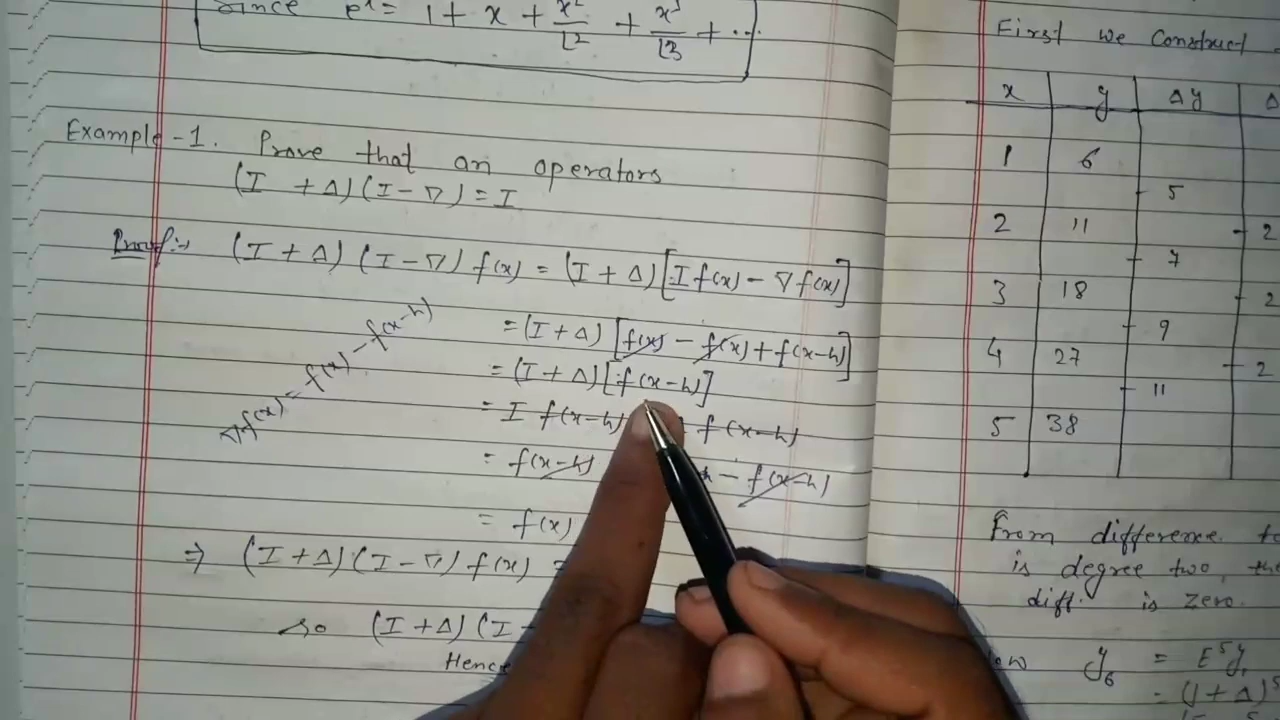 Since e^x = 1 + x + x²/⌊2 + x³/⌊3 + ...
Example-1. Prove that an operators
(I + Δ)(I - ∇) = I
Proof:- (I + Δ)(I - ∇) f(x) = (I + Δ)[I f(x) - ∇ f(x)]
= (I + Δ)[f(x) - f(x) + f(x-h)]
∇f(x) = f(x) - f(x-h)
= (I + Δ)[f(x-h)]
= I f(x-h) f(x-h)
= f(x-h) - f(x-h)
= f(x)
⇒ (I + Δ)(I - ∇) f(x) =
so (I + Δ)(I -
Hence
First we Construct
x y Δy Δ
1 6
5
2 11 2
7
3 18 2
9
4 27 2
11
5 38
From difference
is degree two,
diff. is zero.
y₆ = E⁵y₁
= (1 + Δ)⁵